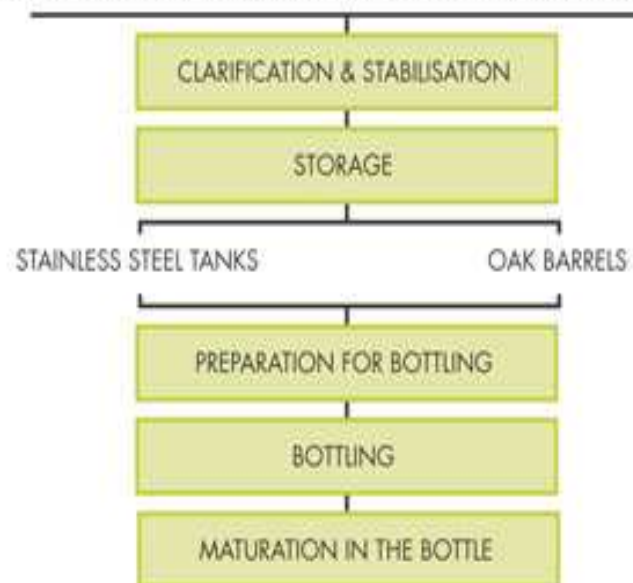 CLARIFICATION & STABILISATION
STORAGE
STAINLESS STEEL TANKS
OAK BARRELS
PREPARATION FOR BOTTLING
BOTTLING
MATURATION IN THE BOTTLE